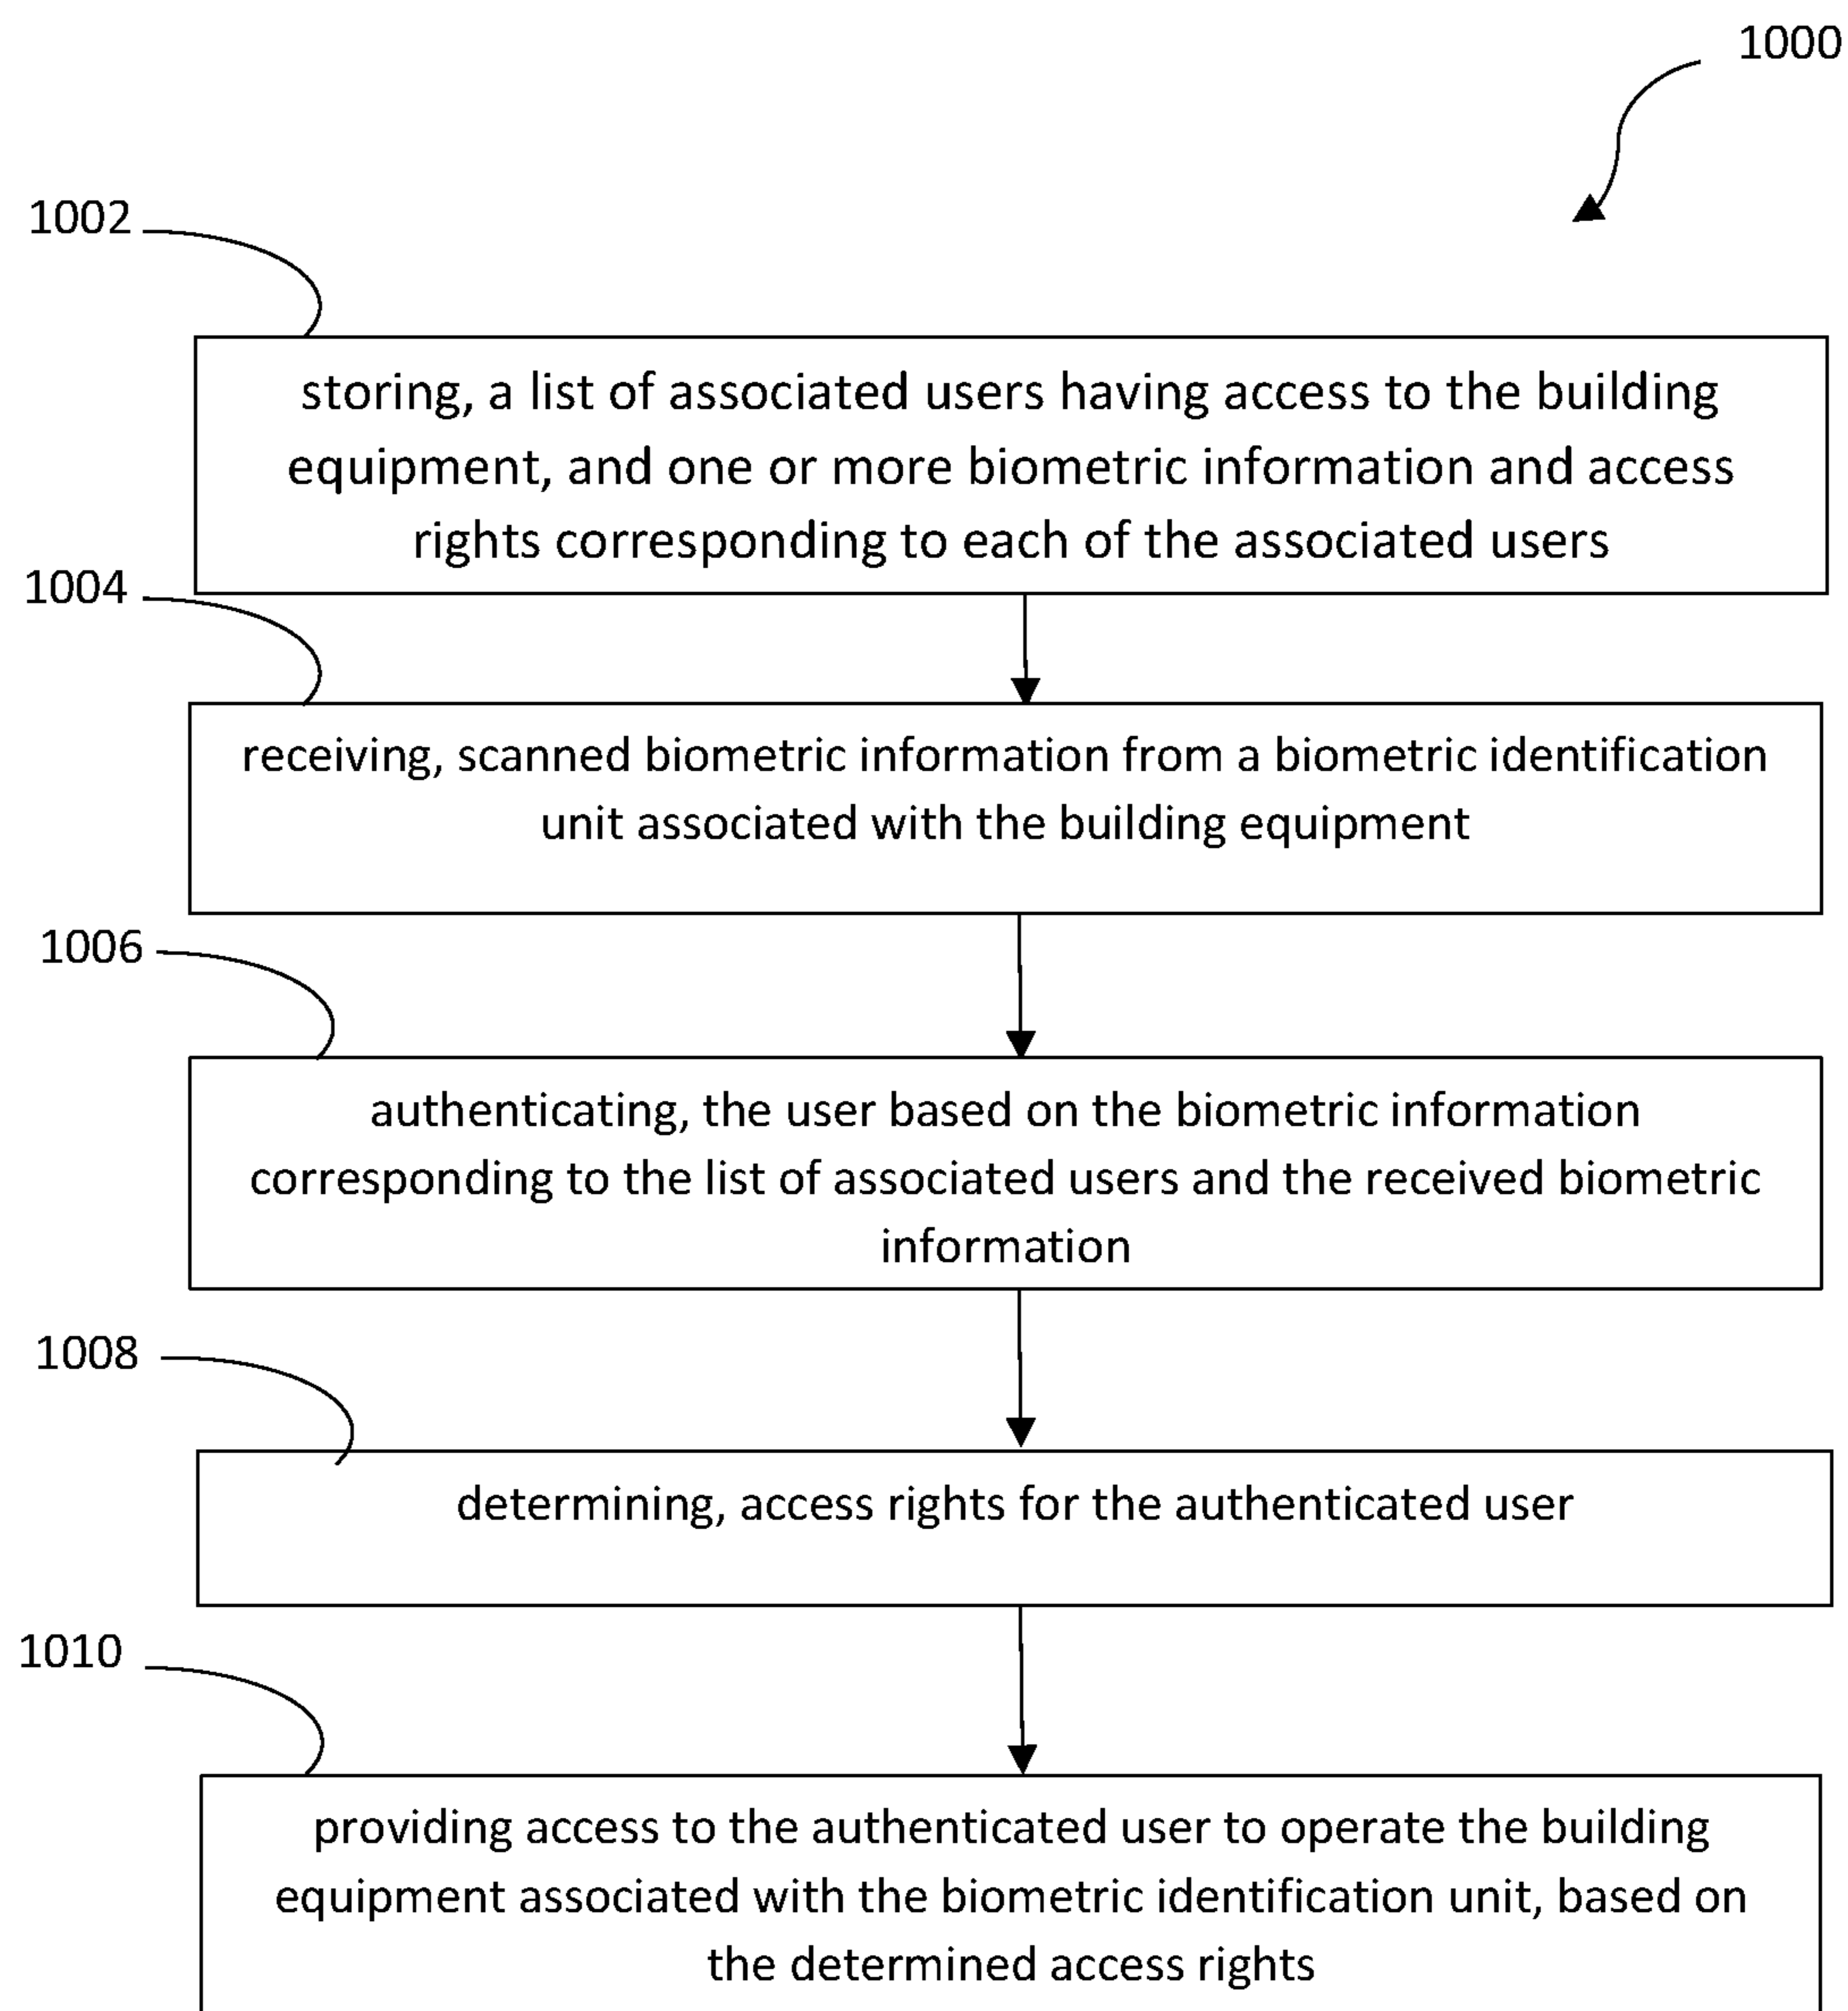 1000
1002
storing, a list of associated users having access to the building
equipment, and one or more biometric information and access
rights corresponding to each of the associated users
1004
receiving, scanned biometric information from a biometric identification
unit associated with the building equipment
1006
authenticating, the user based on the biometric information
corresponding to the list of associated users and the received biometric
information
1008
determining, access rights for the authenticated user
1010
providing access to the authenticated user to operate the building
equipment associated with the biometric identification unit, based on
the determined access rights